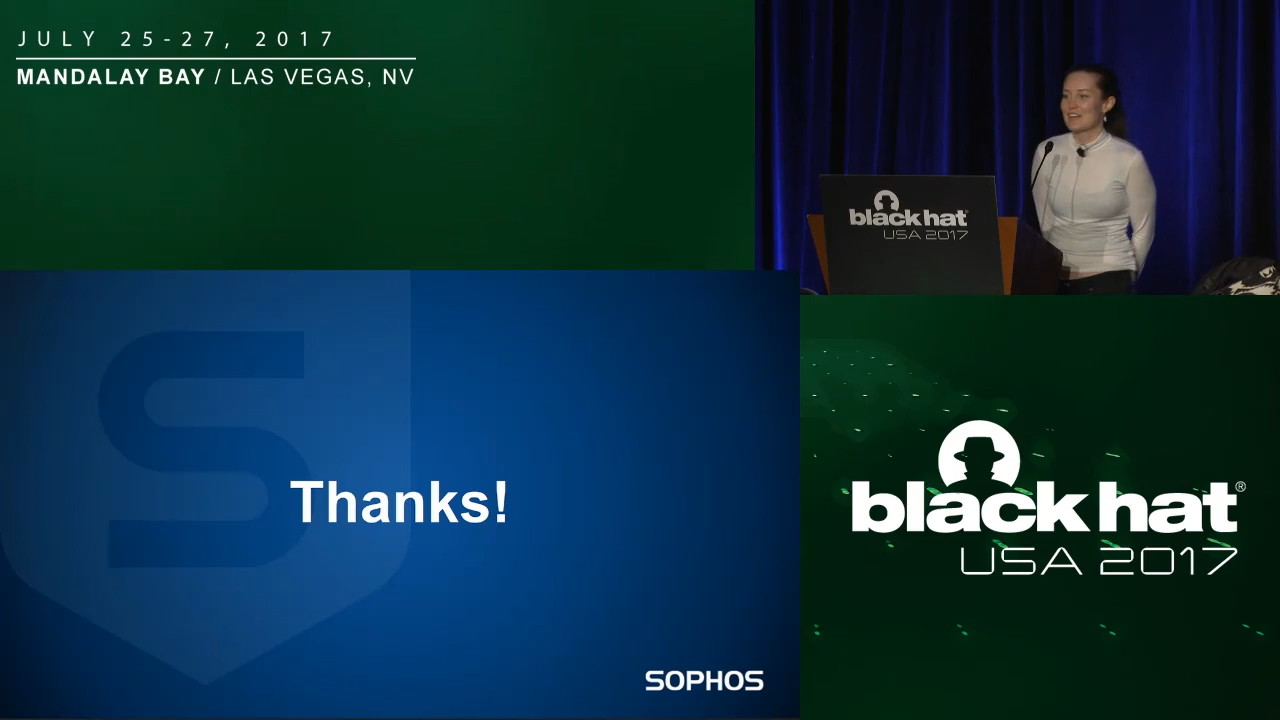 JULY 25-27, 2017
MANDALAY BAY / LAS VEGAS, NV
black hat
USA 2017
Thanks!
SOPHOS
black hat®
USA 2017